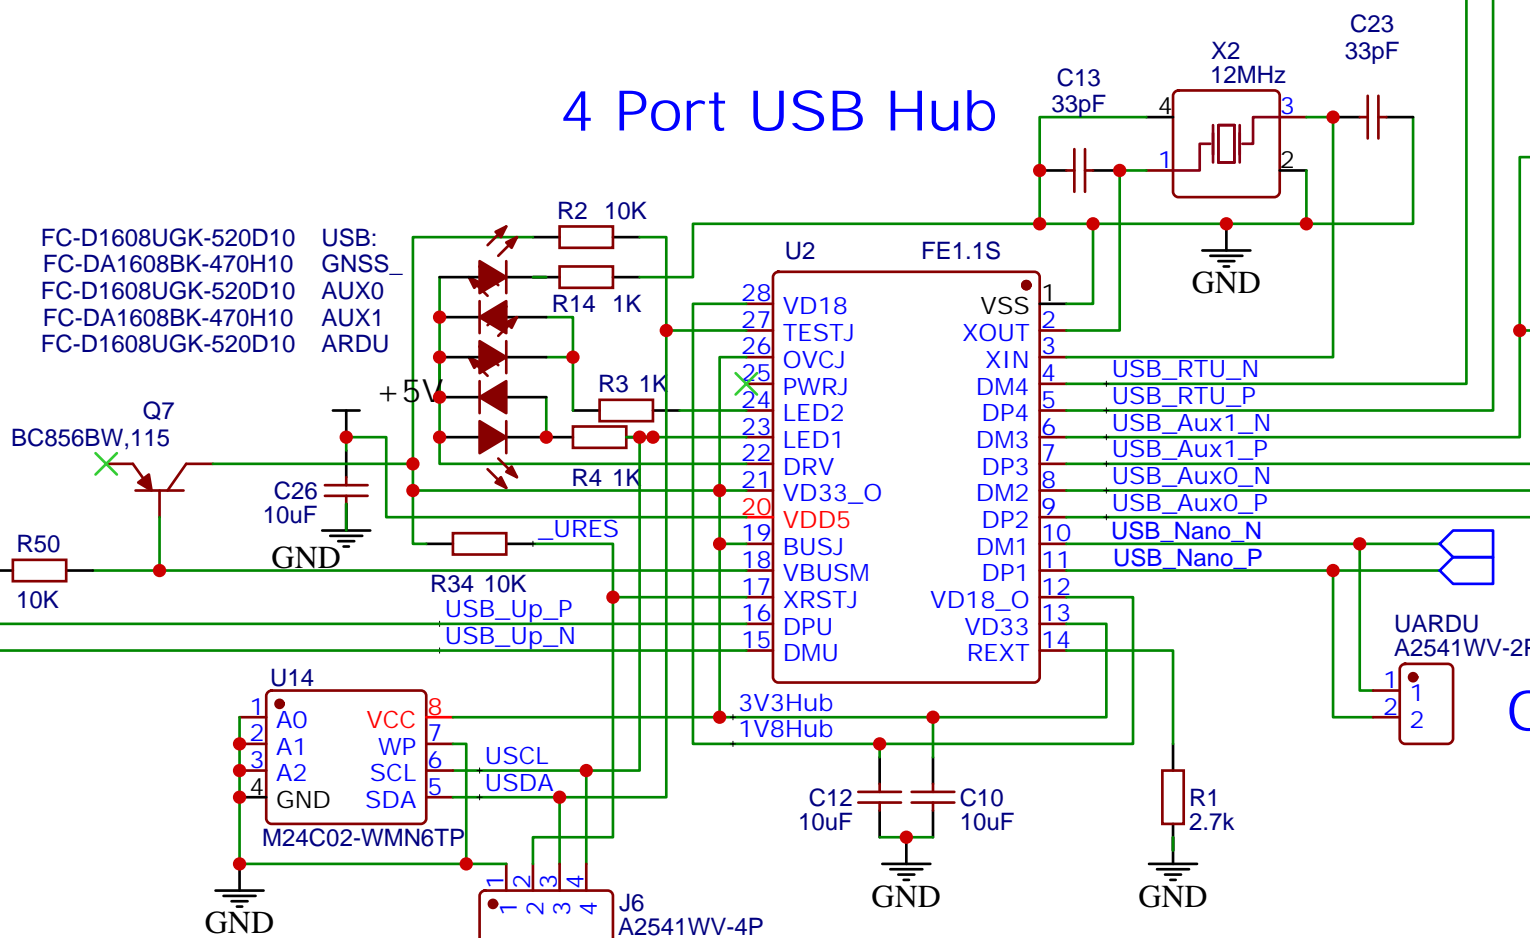 C23
33pF
X2
12MHz
C13
33pF
4 Port USB Hub
4
3
1
2
GND
R2 10K
FC-D1608UGK-520D10 USB:
FC-DA1608BK-470H10 GNSS_
FC-D1608UGK-520D10 AUX0
FC-DA1608BK-470H10 AUX1
FC-D1608UGK-520D10 ARDU
R14 1K
R3 1K
R4 1K
+5V
Q7
BC856BW,115
C26
10uF
GND
R50
10K
_URES
R34 10K
USB_Up_P
USB_Up_N
U2 FE1.1S
28 VD18
27 TESTJ
26 OVCJ
25 PWRJ
24 LED2
23 LED1
22 DRV
21 VD33_O
20 VDD5
19 BUSJ
18 VBUSM
17 XRSTJ
16 DPU
15 DMU
VSS 1
XOUT 2
XIN 3
DM4 4 USB_RTU_N
DP4 5 USB_RTU_P
DM3 6 USB_Aux1_N
DP3 7 USB_Aux1_P
DM2 8 USB_Aux0_N
DP2 9 USB_Aux0_P
DM1 10 USB_Nano_N
DP1 11 USB_Nano_P
VD18_O 12
VD33 13
REXT 14
UARDU
A2541WV-2P
1 1
2 2
U14
1 A0
2 A1
3 A2
4 GND
VCC 8
WP 7
SCL 6
SDA 5
M24C02-WMN6TP
USCL
USDA
3V3Hub
1V8Hub
C12
10uF
C10
10uF
GND
R1
2.7k
GND
GND
1 2 3 4
1 2 3 4
J6
A2541WV-4P